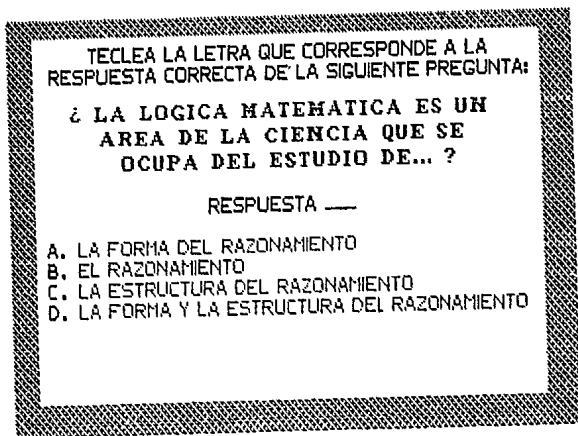 TECLEA LA LETRA QUE CORRESPONDE A LA
RESPUESTA CORRECTA DE LA SIGUIENTE PREGUNTA:
¿ LA LOGICA MATEMATICA ES UN
AREA DE LA CIENCIA QUE SE
OCUPA DEL ESTUDIO DE... ?
RESPUESTA __
A. LA FORMA DEL RAZONAMIENTO
B. EL RAZONAMIENTO
C. LA ESTRUCTURA DEL RAZONAMIENTO
D. LA FORMA Y LA ESTRUCTURA DEL RAZONAMIENTO